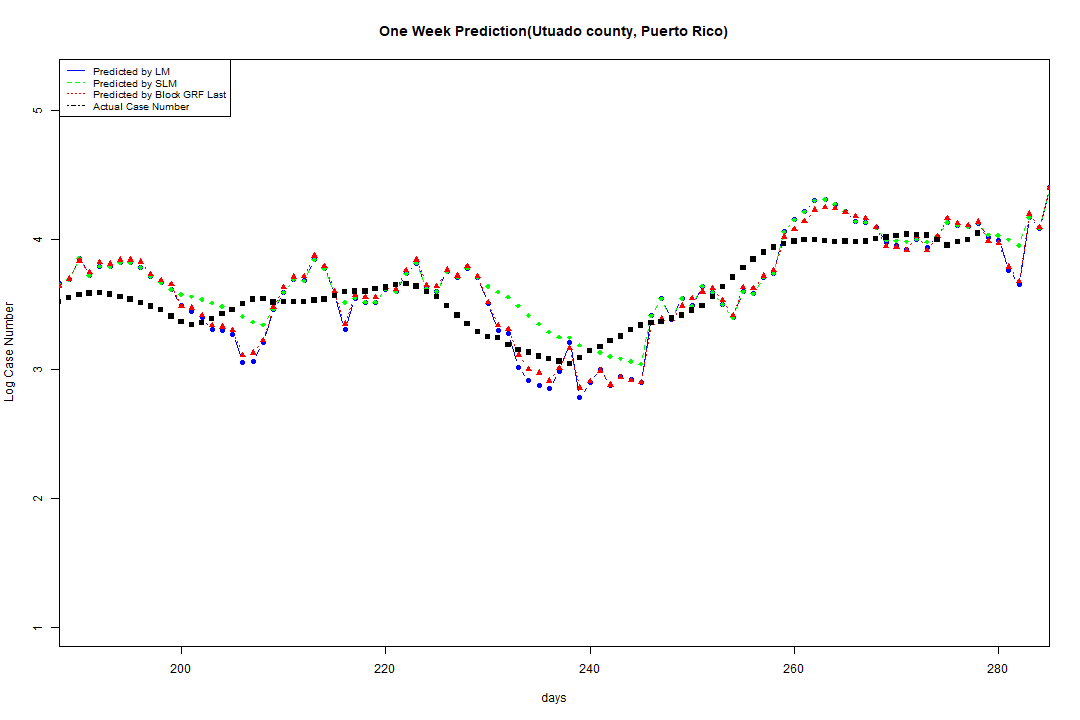 One Week Prediction(Utuado county, Puerto Rico)
Predicted by LM
Predicted by SLM
Predicted by Block GRF Last
Actual Case Number
5
4
3
2
1
Log Case Number
200 220 240 260 280
days